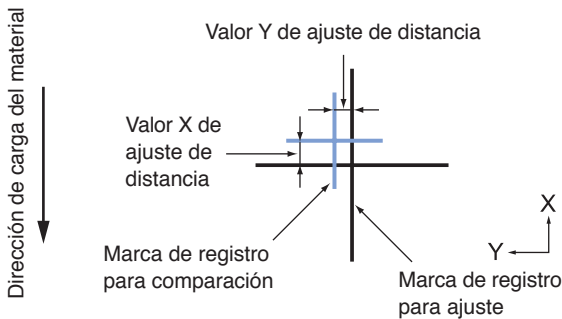 Dirección de carga del material
Valor Y de ajuste de distancia
Valor X de
ajuste de
distancia
Marca de registro
para comparación
Marca de registro
para ajuste
X
Y